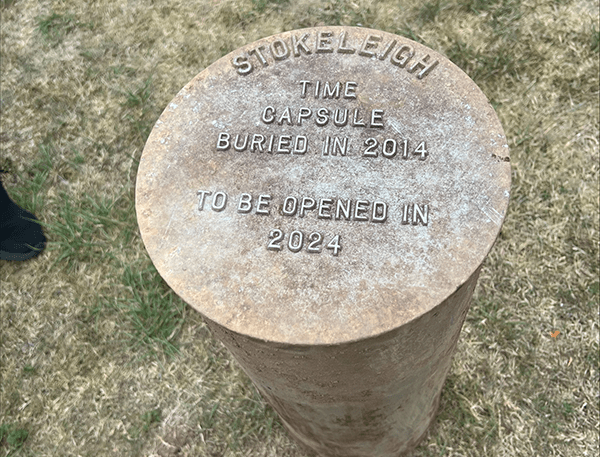 STOKELEIGH
TIME
CAPSULE
BURIED IN 2014
TO BE OPENED IN
2024